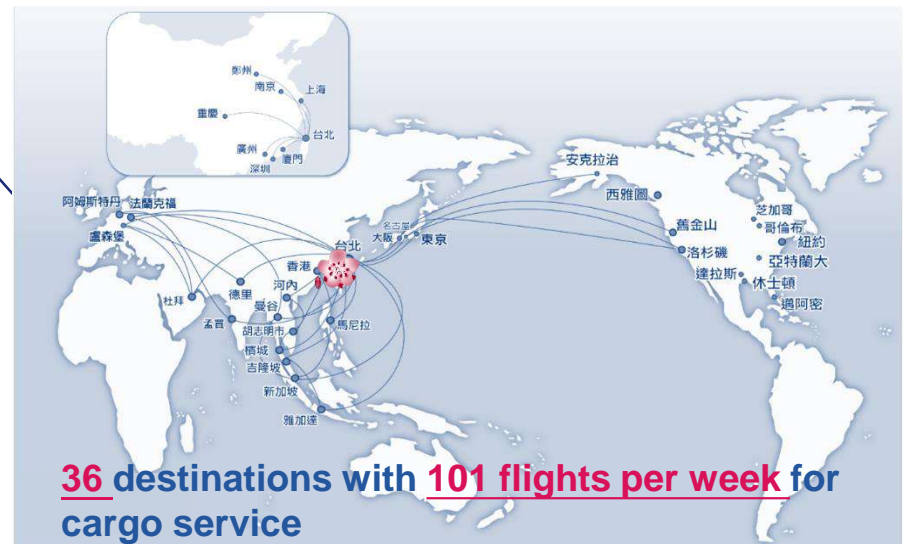 鄭州
南京
上海
重慶
台北
廣州
廈門
深圳
安克拉治
西雅圖
阿姆斯特丹
法蘭克福
盧森堡
名古屋
大阪
東京
台北
香港
舊金山
洛杉磯
芝加哥
哥倫布
紐約
亞特蘭大
達拉斯
休士頓
邁阿密
杜拜
德里
河內
曼谷
孟買
胡志明市
馬尼拉
檳城
吉隆坡
新加坡
雅加達
36 destinations with 101 flights per week for
cargo service